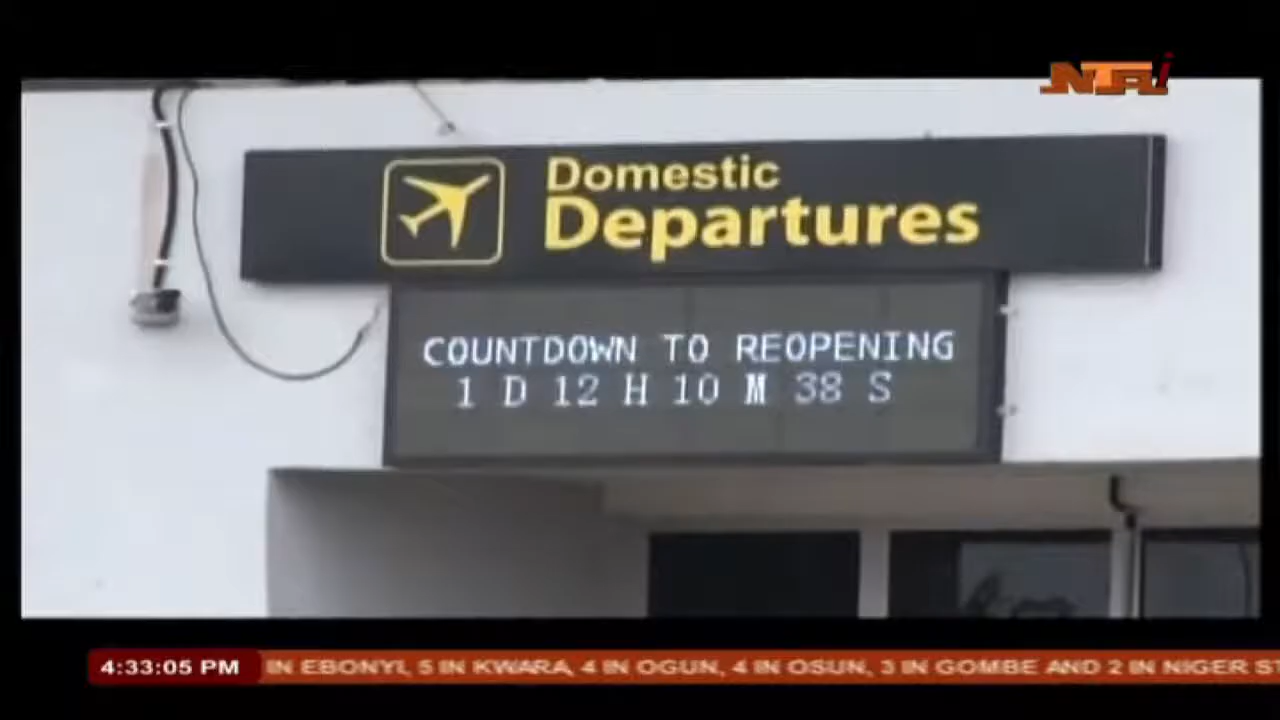 NTAi
Domestic
Departures
COUNTDOWN TO REOPENING
1 D 12 H 10 M 38 S
4:33:05 PM IN EBONYI, 5 IN KWARA, 4 IN OGUN, 4 IN OSUN, 3 IN GOMBE AND 2 IN NIGER ST